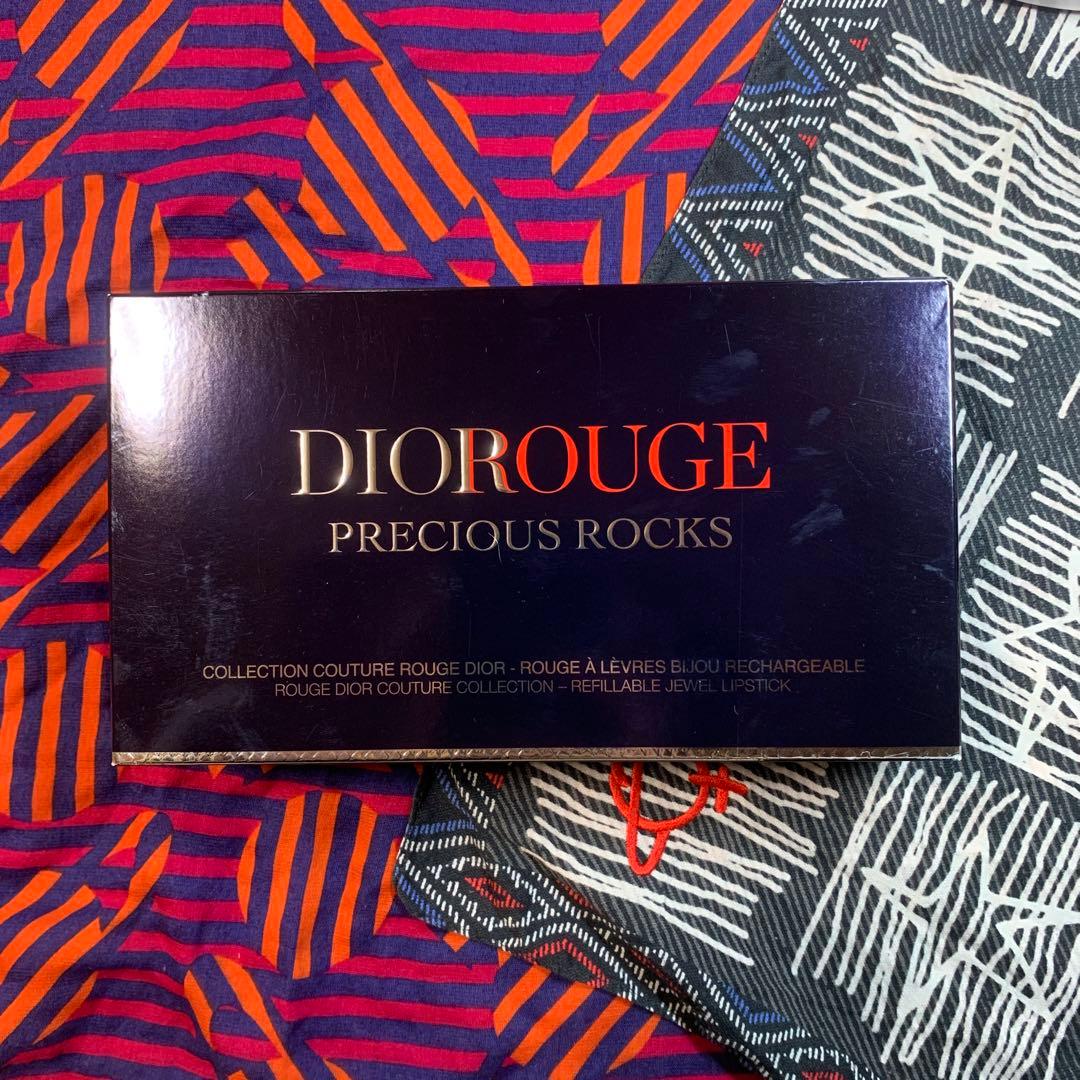 DIOROUGE
PRECIOUS ROCKS
COLLECTION COUTURE ROUGE DIOR - ROUGE À LÈVRES BIJOU RECHARGEABLE
ROUGE DIOR COUTURE COLLECTION – REFILLABLE JEWEL LIPSTICK